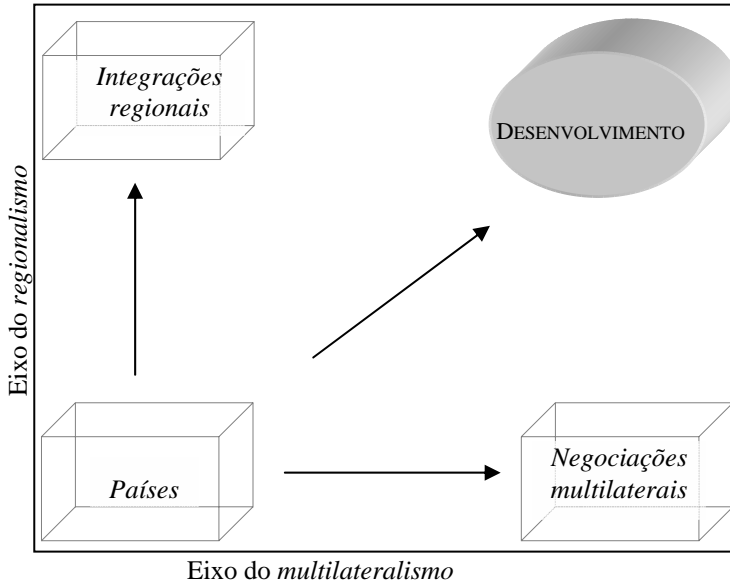 Integrações
regionais
DESENVOLVIMENTO
Eixo do regionalismo
Países
Negociações
multilaterais
Eixo do multilateralismo